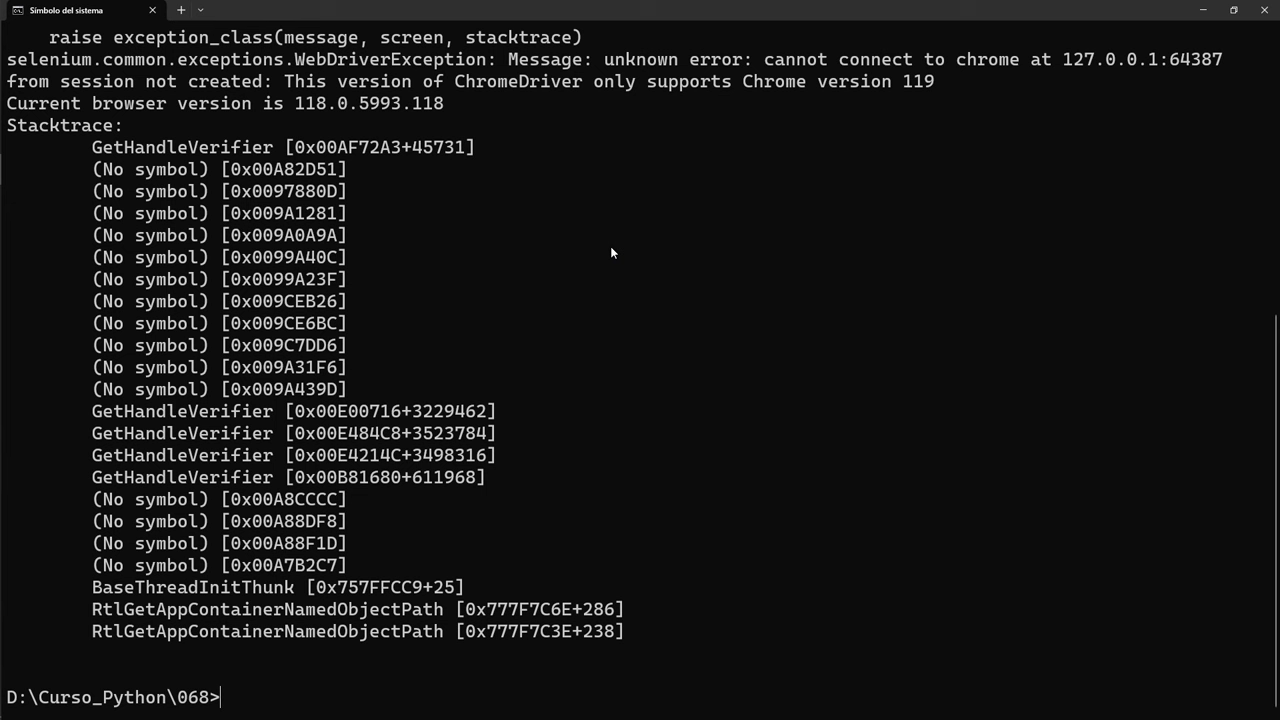 Símbolo del sistema
raise exception_class(message, screen, stacktrace)
selenium.common.exceptions.WebDriverException: Message: unknown error: cannot connect to chrome at 127.0.0.1:64387
from session not created: This version of ChromeDriver only supports Chrome version 119
Current browser version is 118.0.5993.118
Stacktrace:
GetHandleVerifier [0x00AF72A3+45731]
(No symbol) [0x00A82D51]
(No symbol) [0x0097880D]
(No symbol) [0x009A1281]
(No symbol) [0x009A0A9A]
(No symbol) [0x0099A40C]
(No symbol) [0x0099A23F]
(No symbol) [0x009CEB26]
(No symbol) [0x009CE6BC]
(No symbol) [0x009C7DD6]
(No symbol) [0x009A31F6]
(No symbol) [0x009A439D]
GetHandleVerifier [0x00E00716+3229462]
GetHandleVerifier [0x00E484C8+3523784]
GetHandleVerifier [0x00E4214C+3498316]
GetHandleVerifier [0x00B81680+611968]
(No symbol) [0x00A8CCCC]
(No symbol) [0x00A88DF8]
(No symbol) [0x00A88F1D]
(No symbol) [0x00A7B2C7]
BaseThreadInitThunk [0x757FFCC9+25]
RtlGetAppContainerNamedObjectPath [0x777F7C6E+286]
RtlGetAppContainerNamedObjectPath [0x777F7C3E+238]
D:\Curso_Python\068>